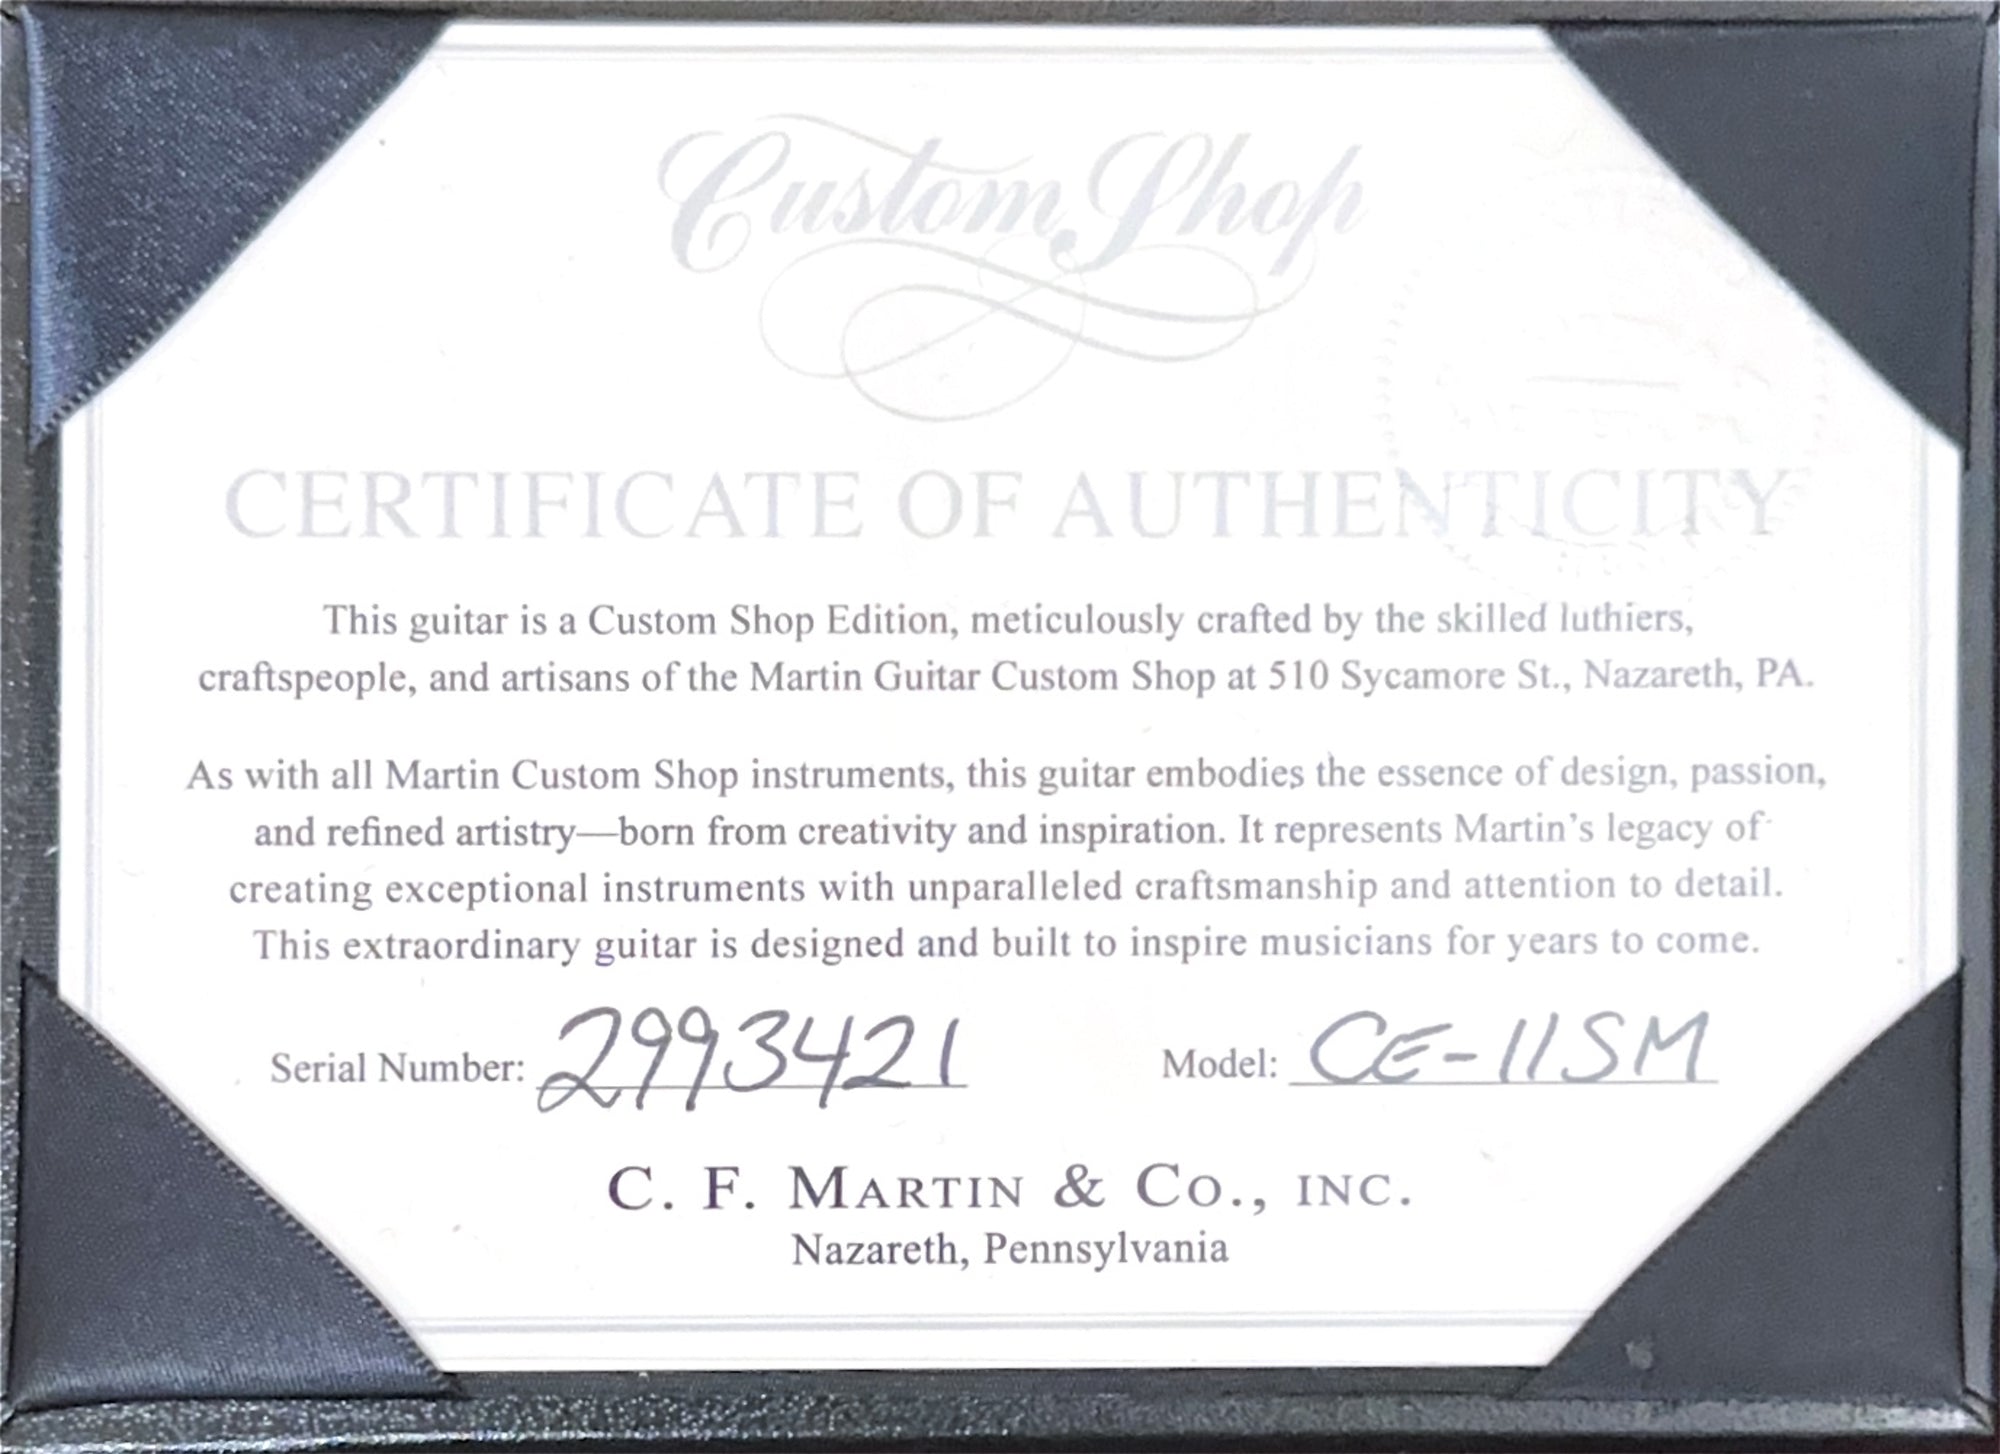 Custom Shop
CERTIFICATE OF AUTHENTICITY
This guitar is a Custom Shop Edition, meticulously crafted by the skilled luthiers,
craftspeople, and artisans of the Martin Guitar Custom Shop at 510 Sycamore St., Nazareth, PA.
As with all Martin Custom Shop instruments, this guitar embodies the essence of design, passion,
and refined artistry—born from creativity and inspiration. It represents Martin's legacy of
creating exceptional instruments with unparalleled craftsmanship and attention to detail.
This extraordinary guitar is designed and built to inspire musicians for years to come.
Serial Number: 2993421 Model: CE-11SM
C. F. MARTIN & CO., INC.
Nazareth, Pennsylvania